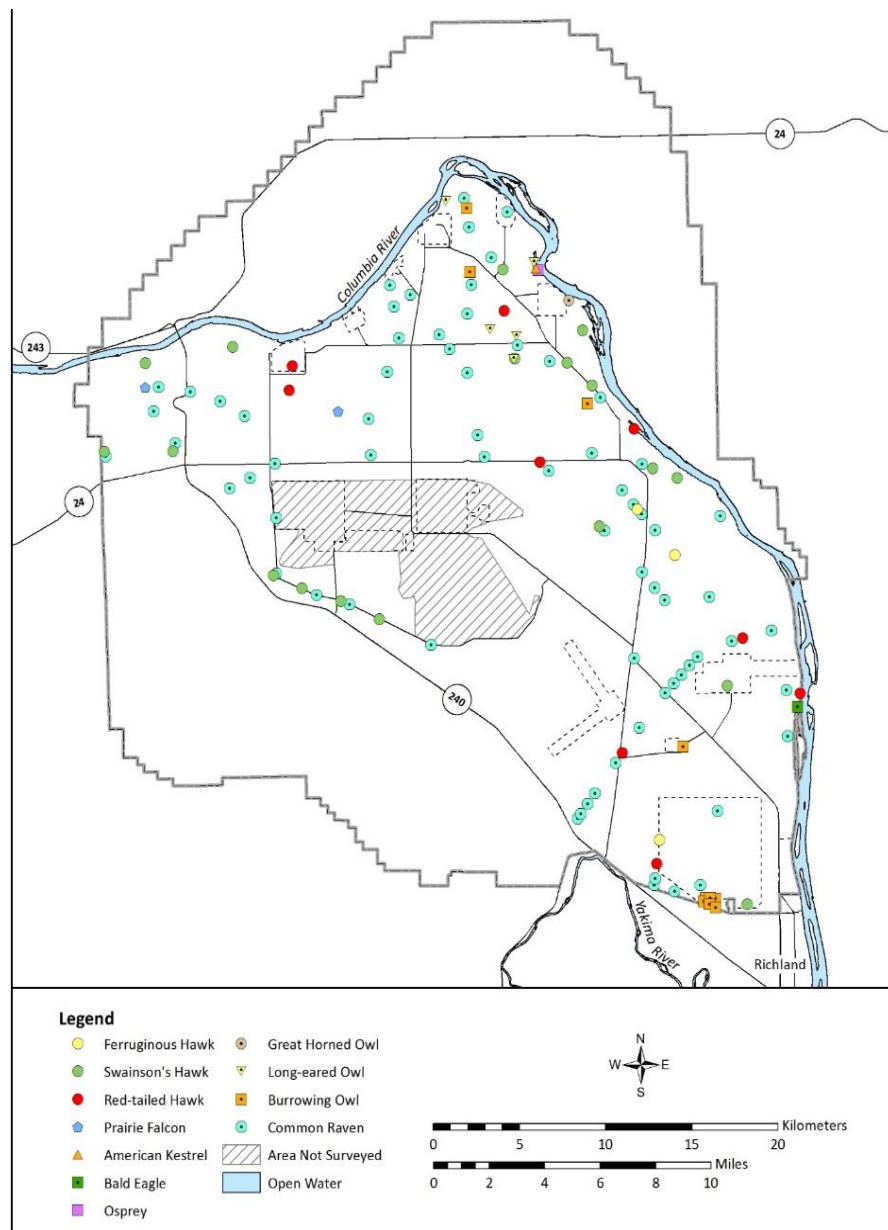 24
Columbia River
243
24
240
Yakima River
Richland
Legend
Ferruginous Hawk
Swainson's Hawk
Red-tailed Hawk
Prairie Falcon
American Kestrel
Bald Eagle
Osprey
Great Horned Owl
Long-eared Owl
Burrowing Owl
Common Raven
Area Not Surveyed
Open Water
N
W E
S
Kilometers
0 5 10 15 20
Miles
0 2 4 6 8 10